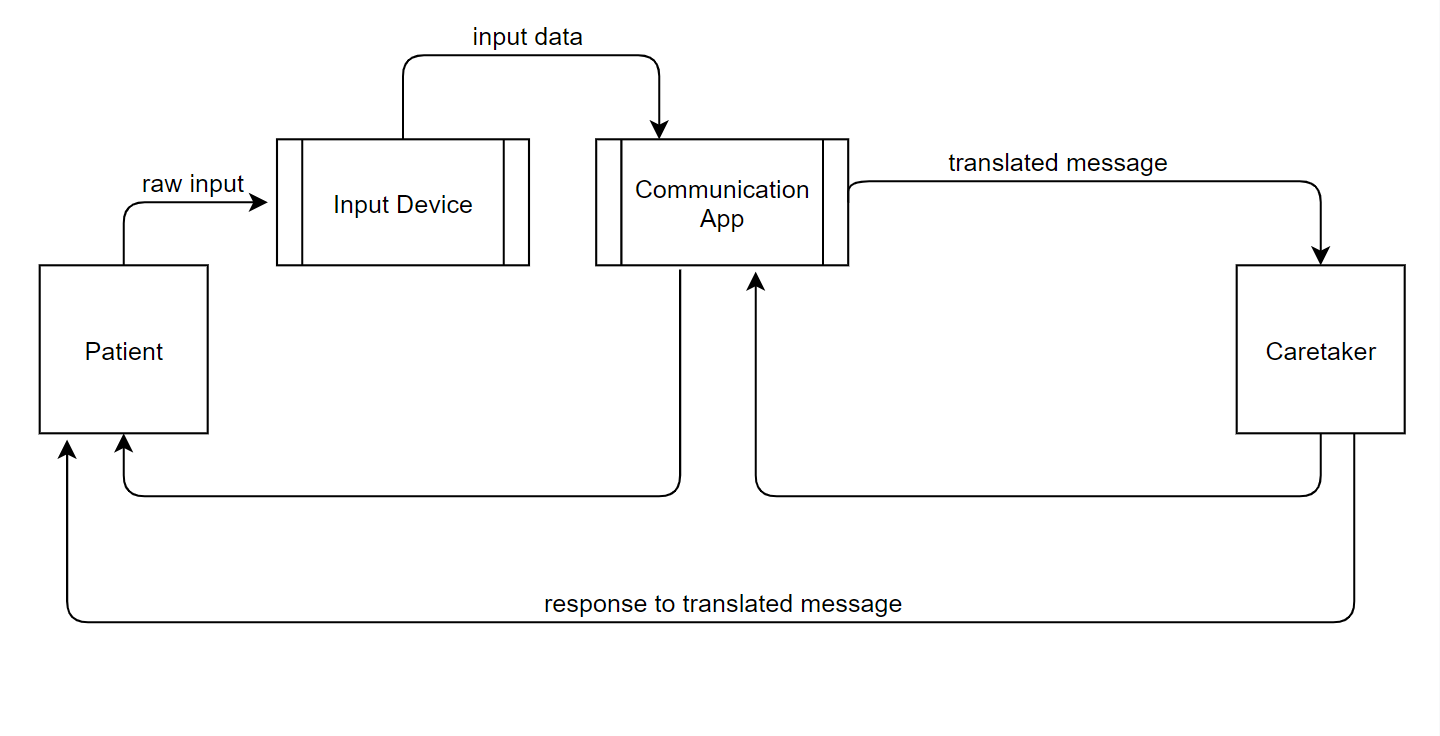 input data
raw input
Input Device
Communication
App
translated message
Patient
Caretaker
response to translated message